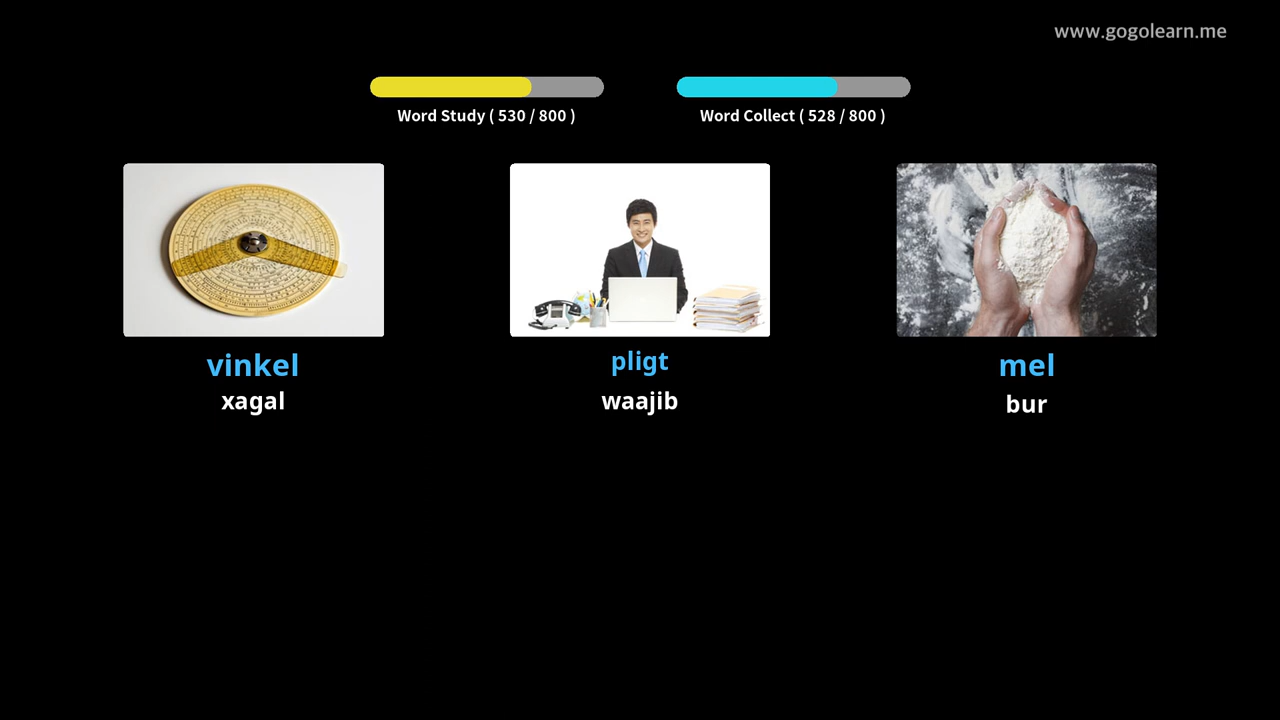 www.gogolearn.me
Word Study ( 530 / 800 )
Word Collect ( 528 / 800 )
vinkel
xagal
pligt
waajib
mel
bur